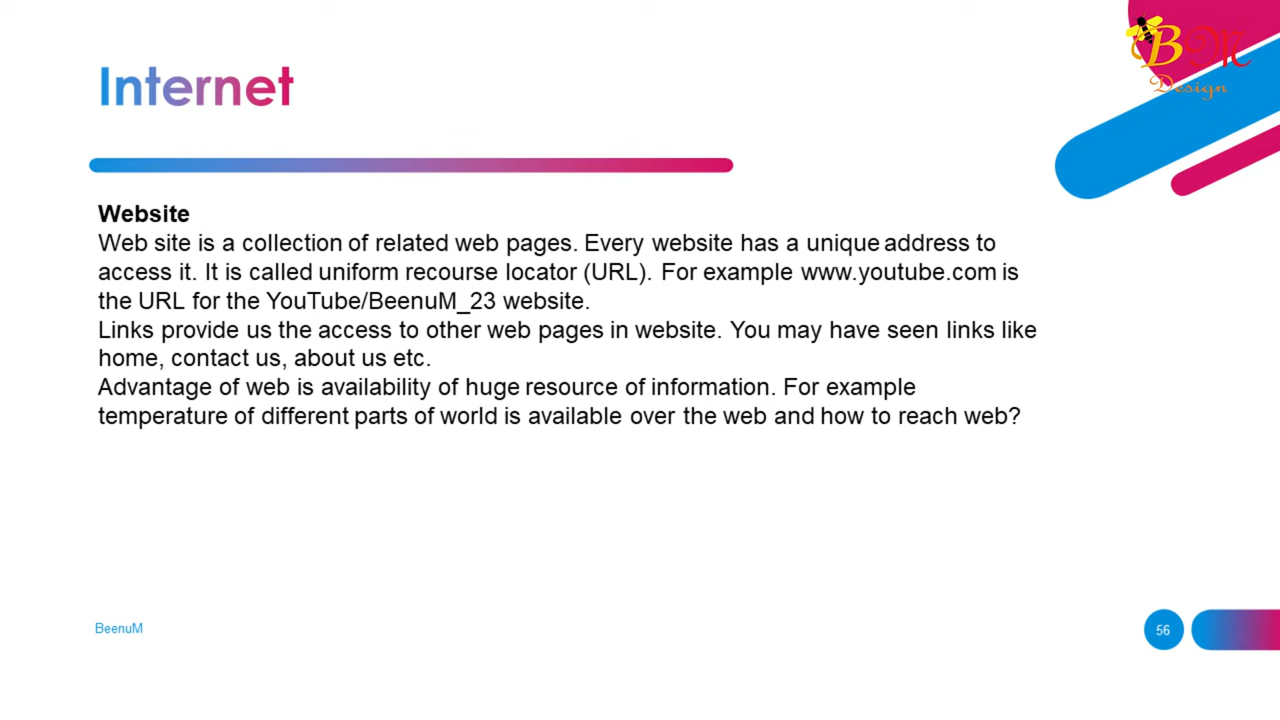 BM
Design
Internet
Website
Web site is a collection of related web pages. Every website has a unique address to
access it. It is called uniform recourse locator (URL). For example www.youtube.com is
the URL for the YouTube/BeenuM_23 website.
Links provide us the access to other web pages in website. You may have seen links like
home, contact us, about us etc.
Advantage of web is availability of huge resource of information. For example
temperature of different parts of world is available over the web and how to reach web?
BeenuM
56